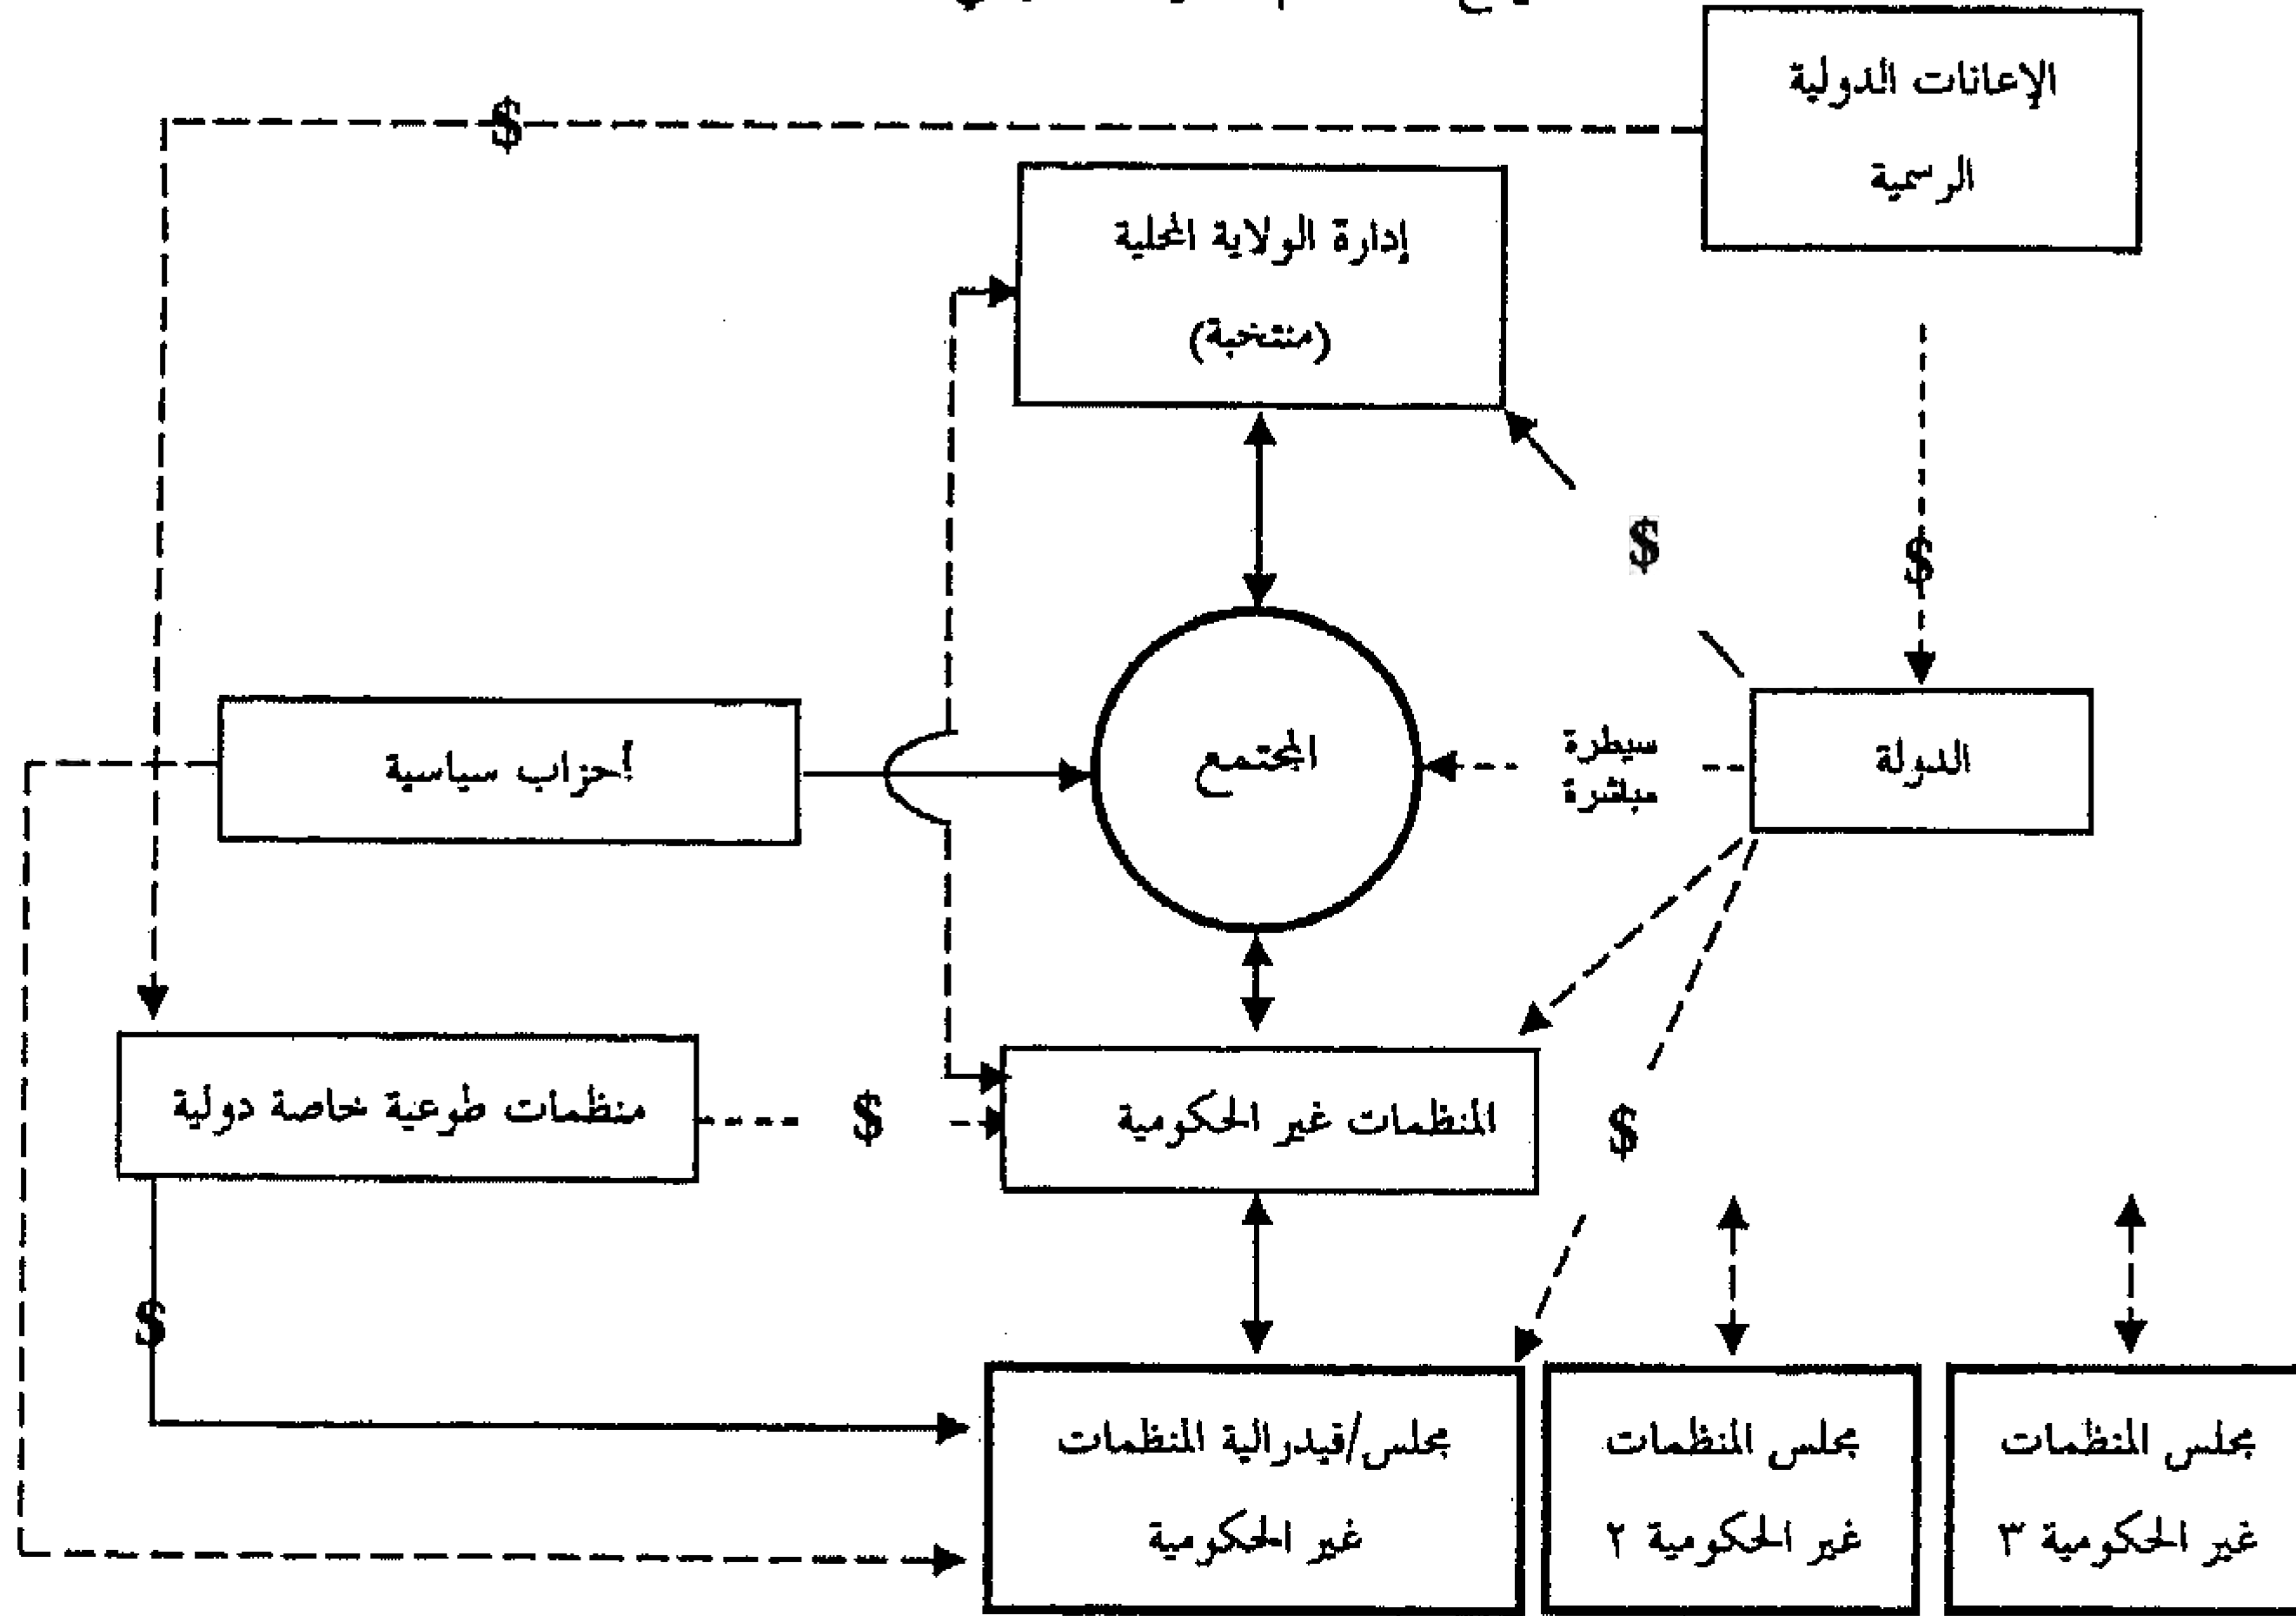 الإعانات الدولية
الرسمية
$
إدارة الولاية المحلية
(منتخبة)
$
$
أحزاب سياسية
المجتمع
سيطرة
مباشرة
الدولة
منظمات طوعية خاصة دولية
$
المنظمات غير الحكومية
$
$
مجلس/فيدرالية المنظمات
غير الحكومية
مجلس المنظمات
غير الحكومية ٢
مجلس المنظمات
غير الحكومية ٣